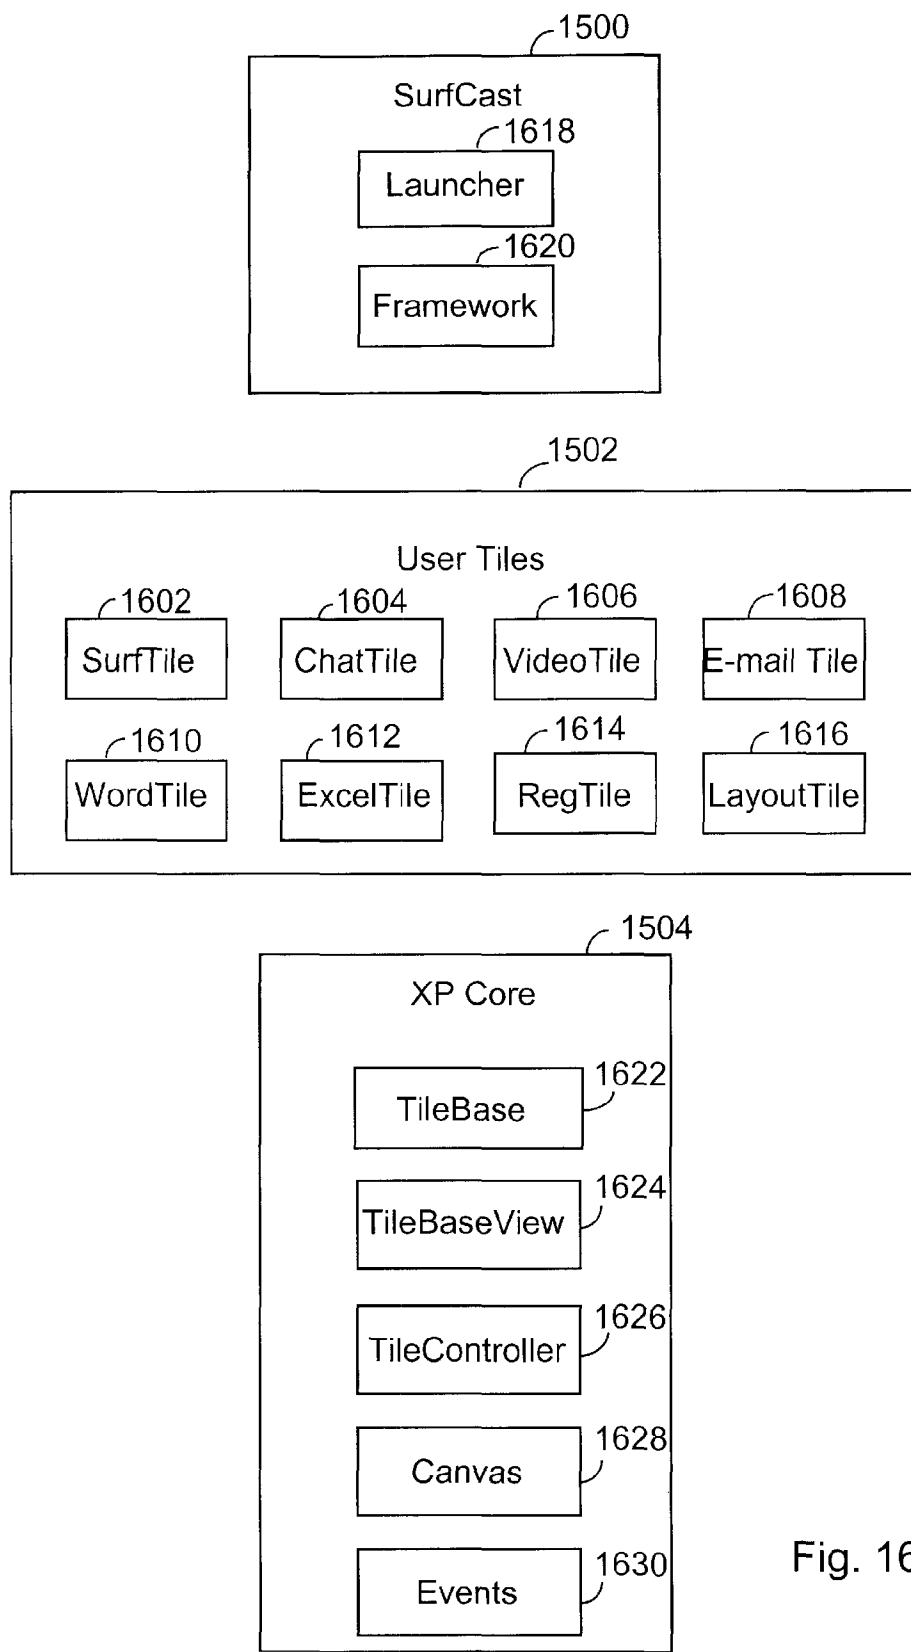 1500
SurfCast
1618
Launcher
1620
Framework
1502
User Tiles
1602 1604 1606 1608
SurfTile ChatTile VideoTile E-mail Tile
1610 1612 1614 1616
WordTile ExcelTile RegTile LayoutTile
1504
XP Core
1622
TileBase
1624
TileBaseView
1626
TileController
1628
Canvas
1630
Events
Fig. 16